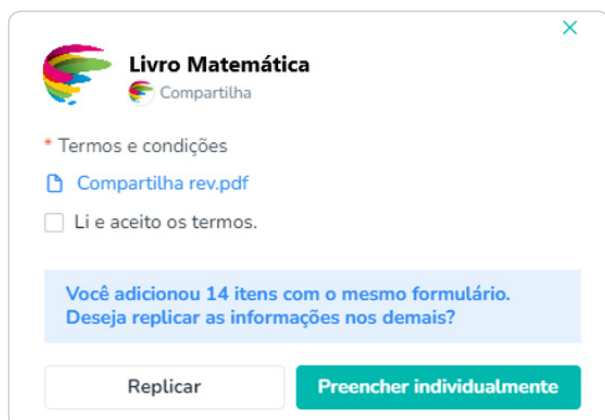 Livro Matemática
Compartilha
* Termos e condições
Compartilha rev.pdf
Li e aceito os termos.
Você adicionou 14 itens com o mesmo formulário.
Deseja replicar as informações nos demais?
Replicar
Preencher individualmente